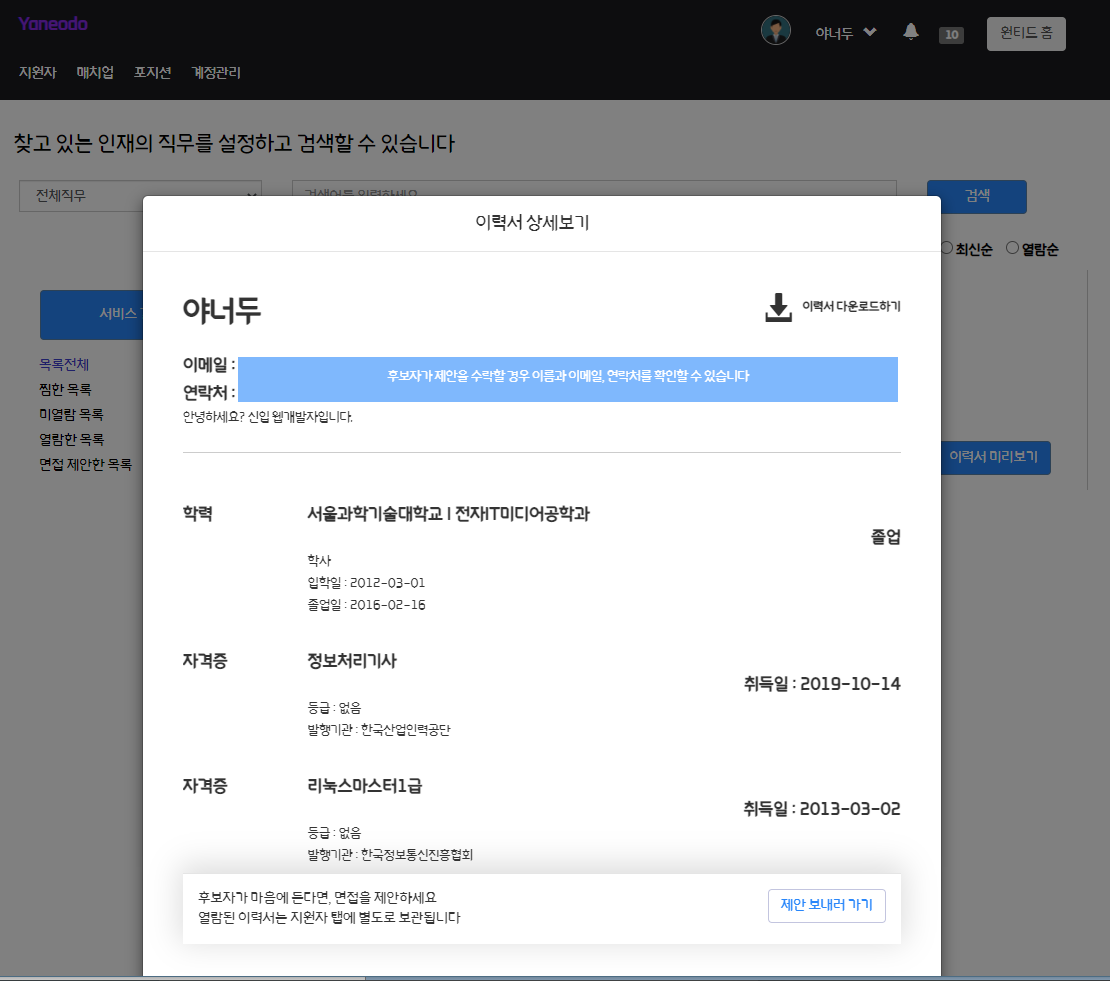 Yaneodo
야너두
10
원티드 홈
지원자 매치업 포지션 계정관리
찾고 있는 인재의 직무를 설정하고 검색할 수 있습니다
전체직무
검색어를 입력하세요
검색
최신순 열람순
서비스
목록전체
찜한 목록
미열람 목록
열람한 목록
면접 제안한 목록
이력서 미리보기
이력서 상세보기
야너두
이력서 다운로드하기
이메일 :
연락처 :
후보자가 제안을 수락할 경우 이름과 이메일, 연락처를 확인할 수 있습니다
안녕하세요? 신입 웹개발자입니다.
학력
서울과학기술대학교 | 전자IT미디어공학과
졸업
학사
입학일 : 2012-03-01
졸업일 : 2016-02-16
자격증
정보처리기사
취득일 : 2019-10-14
등급 : 없음
발행기관 : 한국산업인력공단
자격증
리눅스마스터1급
취득일 : 2013-03-02
등급 : 없음
발행기관 : 한국정보통신진흥협회
후보자가 마음에 든다면, 면접을 제안하세요
열람된 이력서는 지원자 탭에 별도로 보관됩니다
제안 보내러 가기